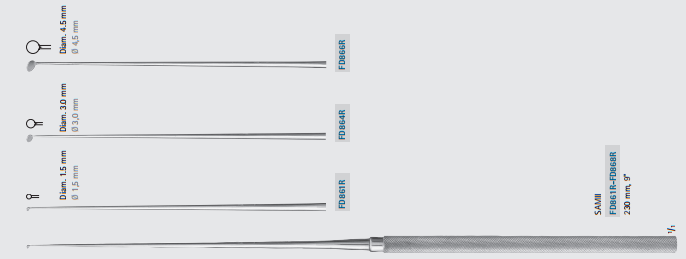 Diam. 4.5 mm
Ø 4,5 mm
FD866R
Diam. 3.0 mm
Ø 3,0 mm
FD864R
Diam. 1.5 mm
Ø 1,5 mm
FD861R
SAMII
FD861R–FD868R
230 mm, 9"
1/1